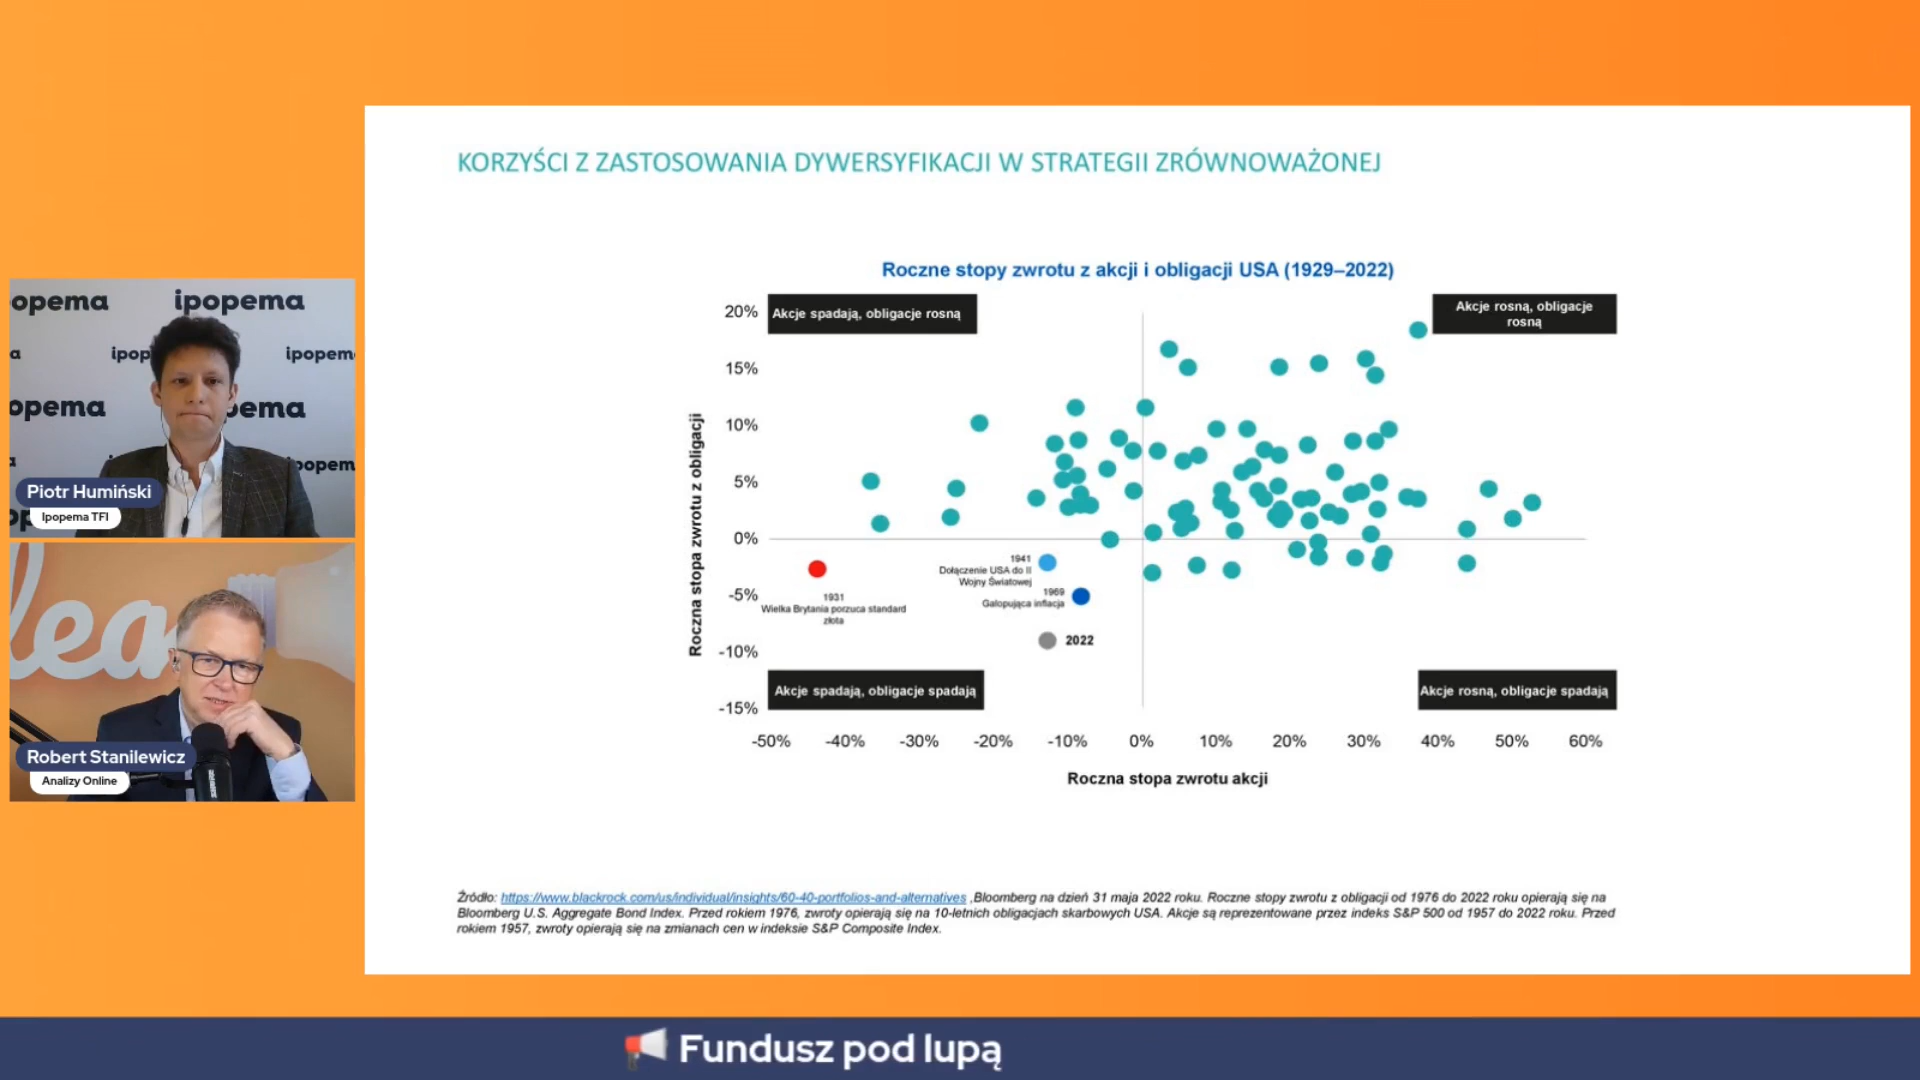 KORZYŚCI Z ZASTOSOWANIA DYWERSYFIKACJI W STRATEGII ZRÓWNOWAŻONEJ
Roczne stopy zwrotu z akcji i obligacji USA (1929–2022)
Akcje spadają, obligacje rosną
Akcje rosną, obligacje
rosną
20%
15%
10%
5%
0%
-5%
-10%
-15%
Roczna stopa zwrotu z obligacji
1931
Wielka Brytania porzuca standard
złota
1941
Dołączenie USA do II
Wojny Światowej
1969
Galopująca inflacja
2022
Akcje spadają, obligacje spadają
Akcje rosną, obligacje spadają
-50% -40% -30% -20% -10% 0% 10% 20% 30% 40% 50% 60%
Roczna stopa zwrotu akcji
Źródło: https://www.blackrock.com/us/individual/insights/60-40-portfolios-and-alternatives ,Bloomberg na dzień 31 maja 2022 roku. Roczne stopy zwrotu z obligacji od 1976 do 2022 roku opierają się na
Bloomberg U.S. Aggregate Bond Index. Przed rokiem 1976, zwroty opierają się na 10-letnich obligacjach skarbowych USA. Akcje są reprezentowane przez indeks S&P 500 od 1957 do 2022 roku. Przed
rokiem 1957, zwroty opierają się na zmianach cen w indeksie S&P Composite Index.
opema ipopema
a ipop ipopem
opema pema
popem
Piotr Humiński
Ipopema TFI
lea
Robert Stanilewicz
Analizy Online
Fundusz pod lupą